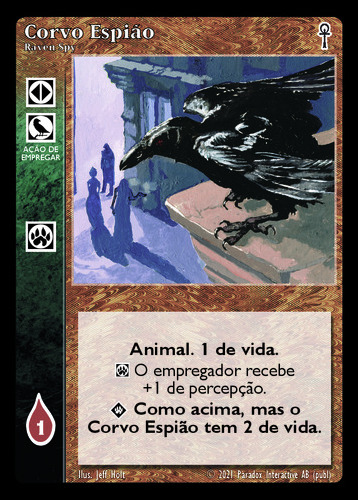 Corvo Espião
Raven Spy
AÇÃO DE
EMPREGAR
Animal. 1 de vida.
O empregador recebe
+1 de percepção.
Como acima, mas o
Corvo Espião tem 2 de vida.
1
Ilus. Jeff Holt © 2021 Paradox Interactive AB (publ)